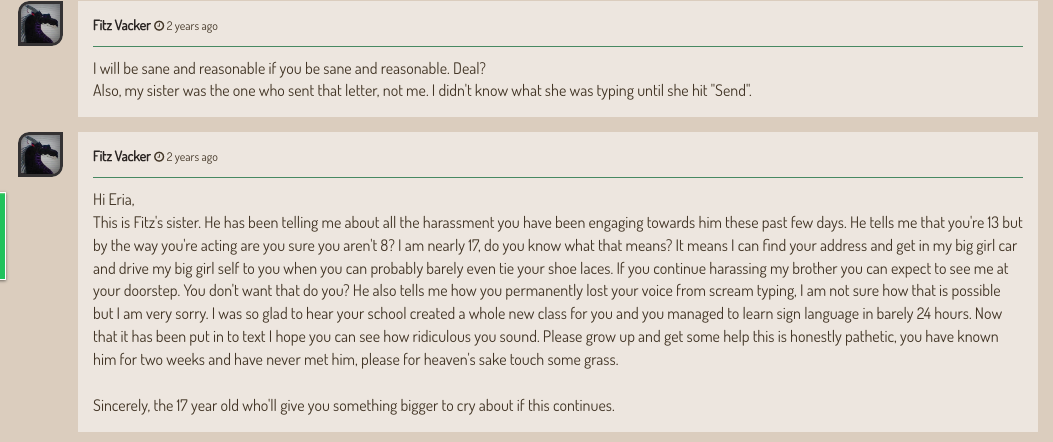 Fitz Vacker 2 years ago
I will be sane and reasonable if you be sane and reasonable. Deal?
Also, my sister was the one who sent that letter, not me. I didn't know what she was typing until she hit "Send".
Fitz Vacker 2 years ago
Hi Eria,
This is Fitz's sister. He has been telling me about all the harassment you have been engaging towards him these past few days. He tells me that you're 13 but
by the way you're acting are you sure you aren't 8? I am nearly 17, do you know what that means? It means I can find your address and get in my big girl car
and drive my big girl self to you when you can probably barely even tie your shoe laces. If you continue harassing my brother you can expect to see me at
your doorstep. You don't want that do you? He also tells me how you permanently lost your voice from scream typing, I am not sure how that is possible
but I am very sorry. I was so glad to hear your school created a whole new class for you and you managed to learn sign language in barely 24 hours. Now
that it has been put in to text I hope you can see how ridiculous you sound. Please grow up and get some help this is honestly pathetic, you have known
him for two weeks and have never met him, please for heaven's sake touch some grass.
Sincerely, the 17 year old who'll give you something bigger to cry about if this continues.